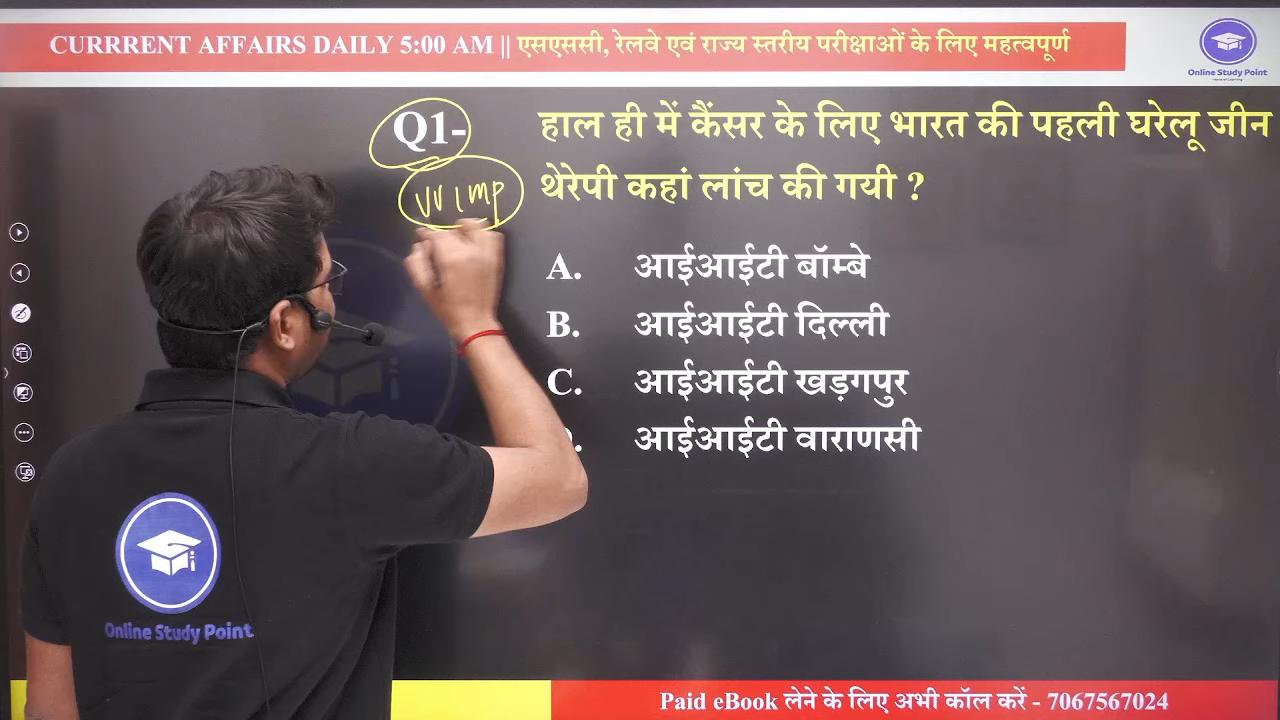 CURRRENT AFFAIRS DAILY 5:00 AM || एसएससी, रेलवे एवं राज्य स्तरीय परीक्षाओं के लिए महत्वपूर्ण
Online Study Point
Q1- हाल ही में कैंसर के लिए भारत की पहली घरेलू जीन
vv imp थेरेपी कहां लांच की गयी ?
A. आईआईटी बॉम्बे
B. आईआईटी दिल्ली
C. आईआईटी खड़गपुर
D. आईआईटी वाराणसी
Online Study Point
Paid eBook लेने के लिए अभी कॉल करें - 7067567024